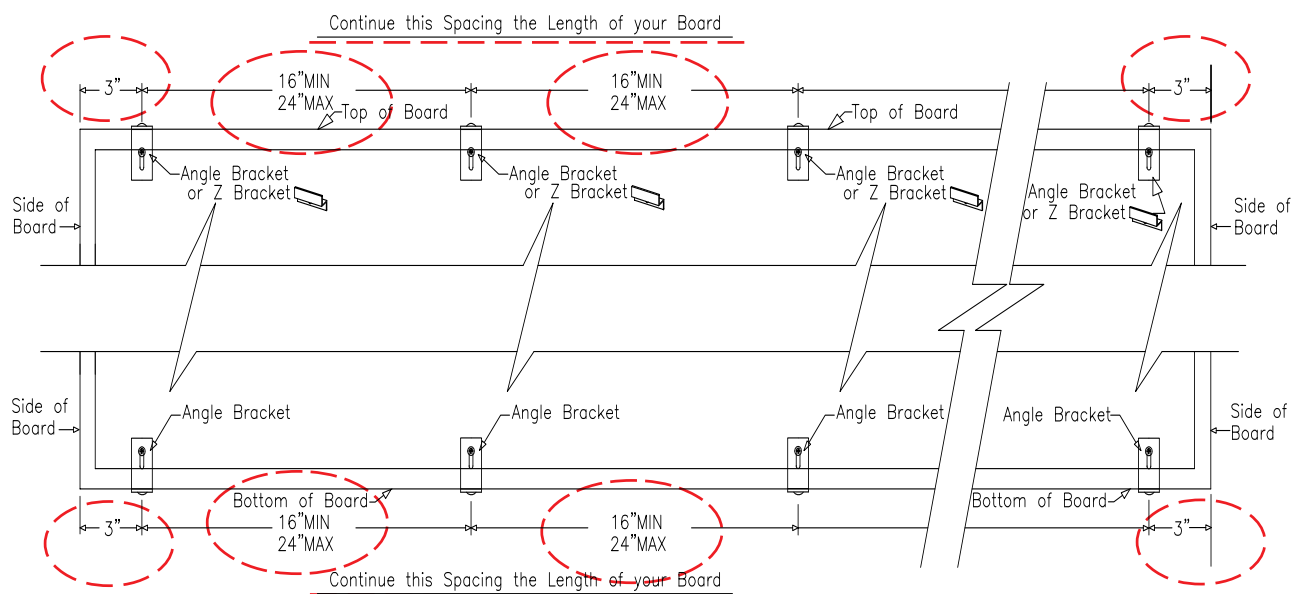 Continue this Spacing the Length of your Board
3”
16”MIN
24”MAX
16”MIN
24”MAX
3”
Top of Board
Top of Board
Angle Bracket
or Z Bracket
Angle Bracket
or Z Bracket
Angle Bracket
or Z Bracket
Angle Bracket
or Z Bracket
Side of
Board
Side of
Board
Side of
Board
Angle Bracket
Angle Bracket
Angle Bracket
Angle Bracket
Side of
Board
Bottom of Board
Bottom of Board
3”
16”MIN
24”MAX
16”MIN
24”MAX
3”
Continue this Spacing the Length of your Board